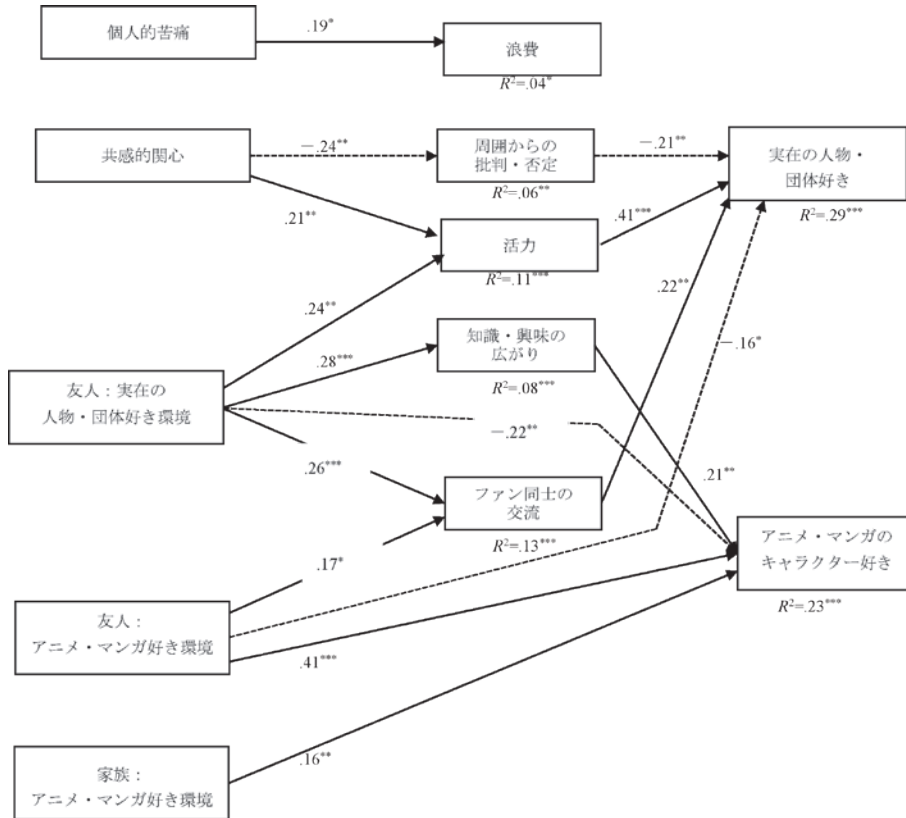 個人的苦痛
.19*
浪費
R²=.04*
共感的関心
−.24**
周囲からの
批判・否定
R²=.06**
−.21**
実在の人物・
団体好き
R²=.29***
.21**
活力
R²=.11***
.41***
.24**
.22**
.28***
知識・興味の
広がり
R²=.08***
−.16*
友人：実在の
人物・団体好き環境
−.22**
.26***
ファン同士の
交流
R²=.13***
.21**
アニメ・マンガの
キャラクター好き
R²=.23***
.17*
友人：
アニメ・マンガ好き環境
.41***
家族：
アニメ・マンガ好き環境
.16**